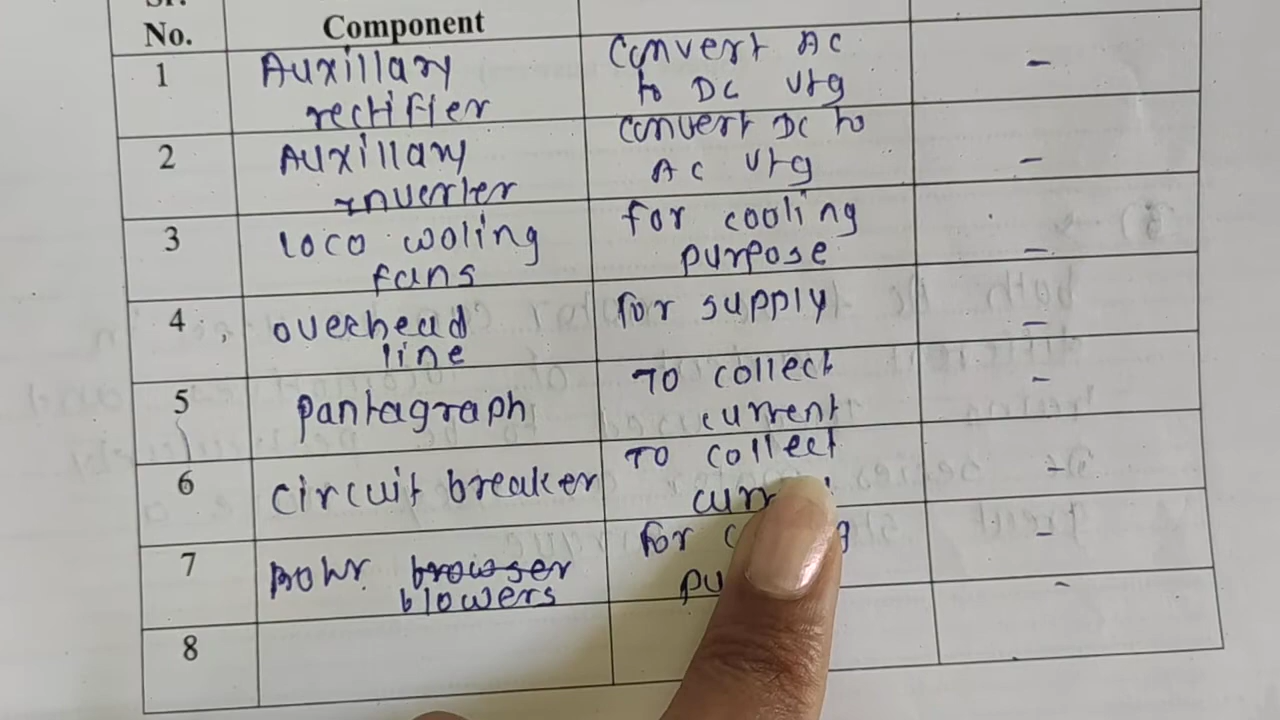 No.
Component
1
Auxillary
rectifier
Convert AC
to DC vtg
-
2
Auxillary
inverter
convert DC to
AC vtg
-
3
loco cooling
fans
for cooling
purpose
-
4
overhead
line
for supply
-
5
pantagraph
To collect
current
-
6
circuit breaker
To collect
-
7
browser
blowers
for
-
8
-